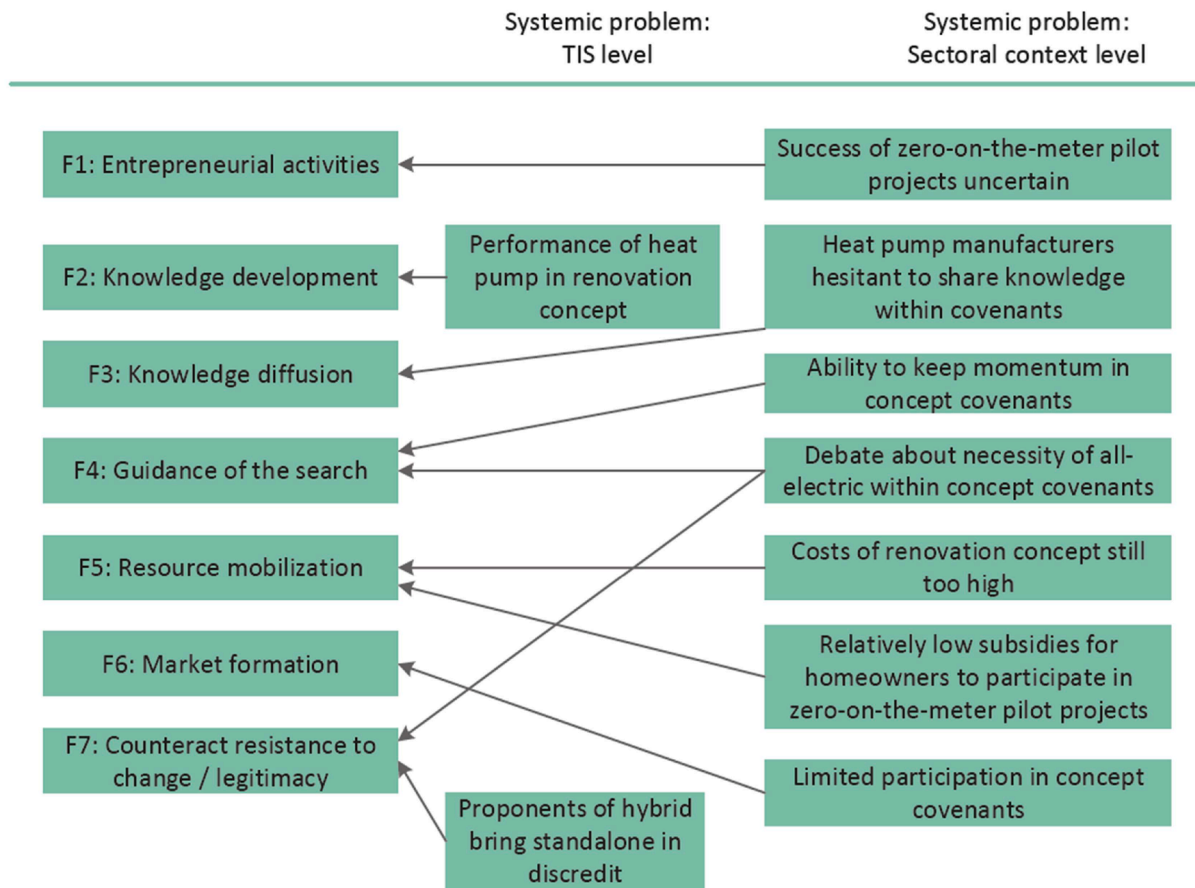 Systemic problem:
TIS level
Systemic problem:
Sectoral context level
F1: Entrepreneurial activities
Success of zero-on-the-meter pilot
projects uncertain
F2: Knowledge development
Performance of heat
pump in renovation
concept
Heat pump manufacturers
hesitant to share knowledge
within covenants
F3: Knowledge diffusion
Ability to keep momentum in
concept covenants
F4: Guidance of the search
Debate about necessity of all-
electric within concept covenants
F5: Resource mobilization
Costs of renovation concept still
too high
F6: Market formation
Relatively low subsidies for
homeowners to participate in
zero-on-the-meter pilot projects
F7: Counteract resistance to
change / legitimacy
Limited participation in concept
covenants
Proponents of hybrid
bring standalone in
discredit